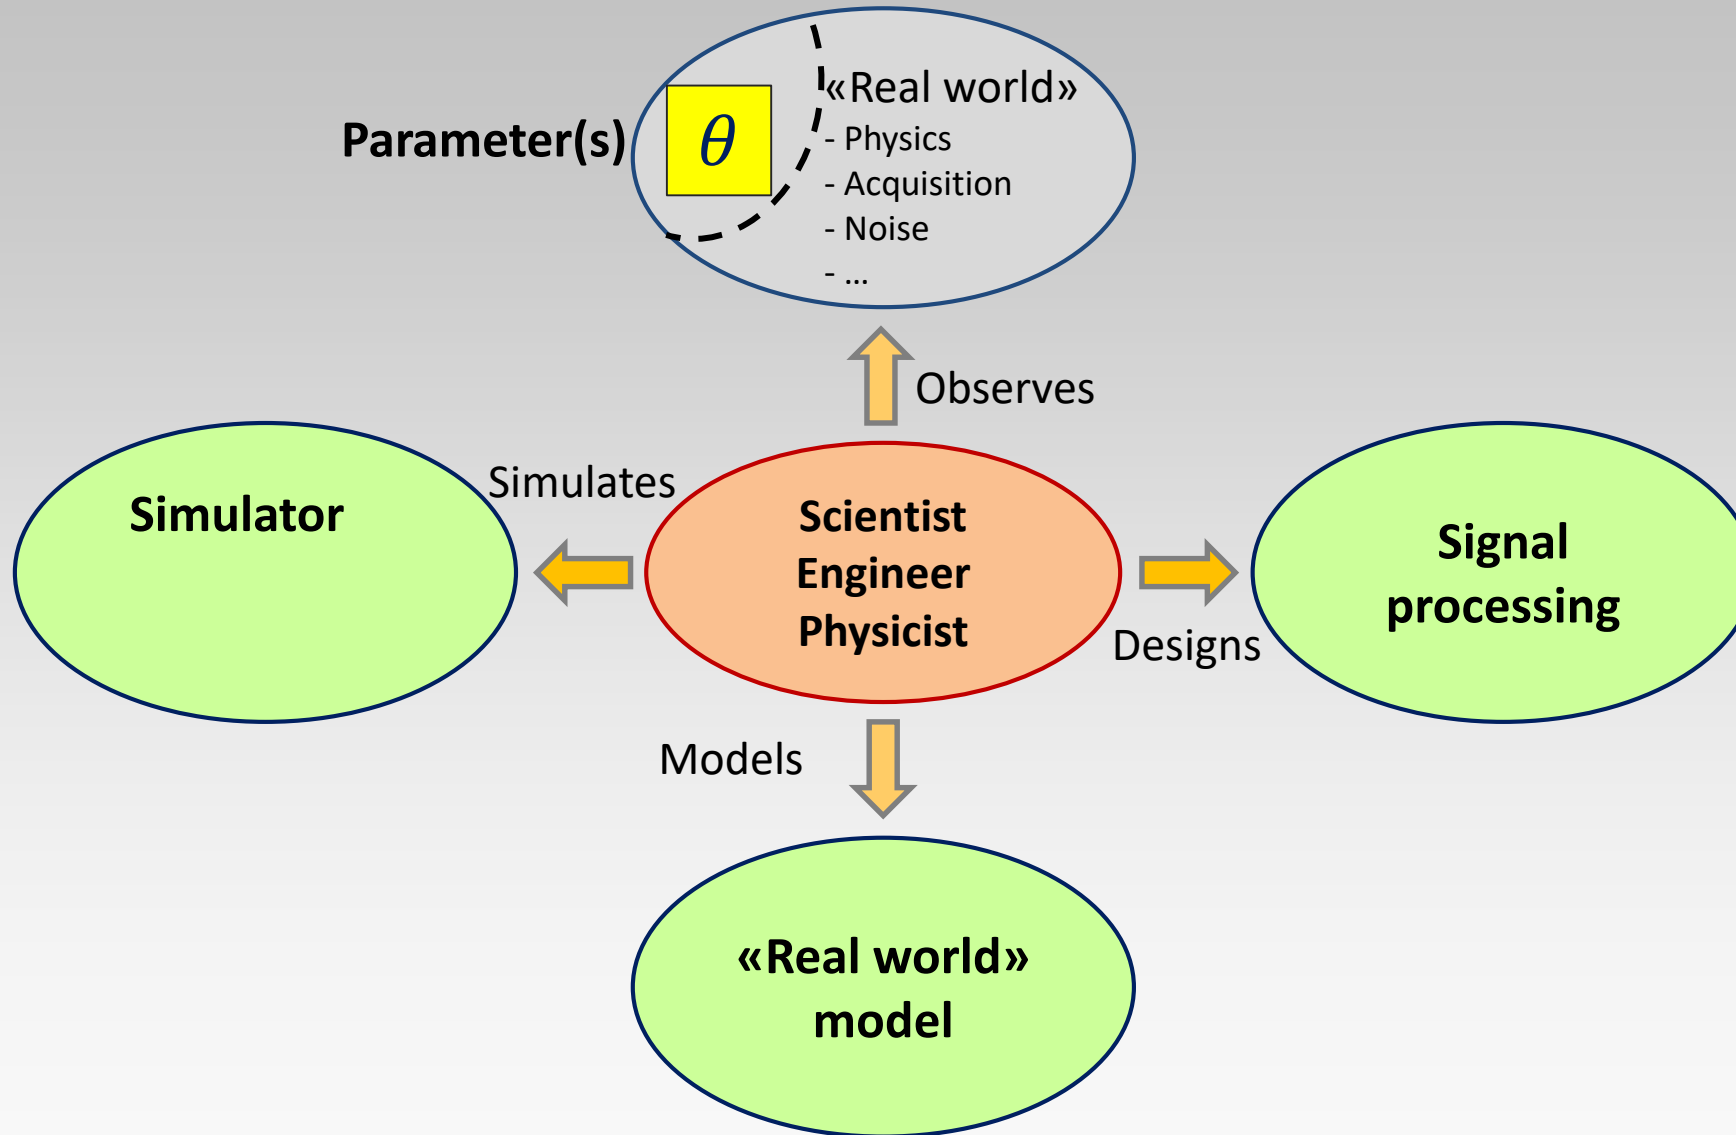 «Real world»
Parameter(s)
θ
- Physics
- Acquisition
- Noise
- ...
Observes
Simulates
Simulator
Scientist
Engineer
Physicist
Signal
processing
Designs
Models
«Real world»
model